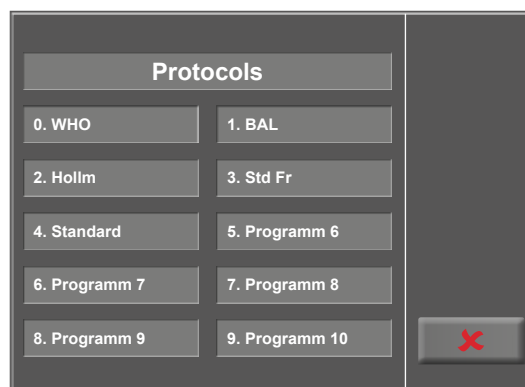 Protocols
0. WHO
1. BAL
2. Hollm
3. Std Fr
4. Standard
5. Programm 6
6. Programm 7
7. Programm 8
8. Programm 9
9. Programm 10